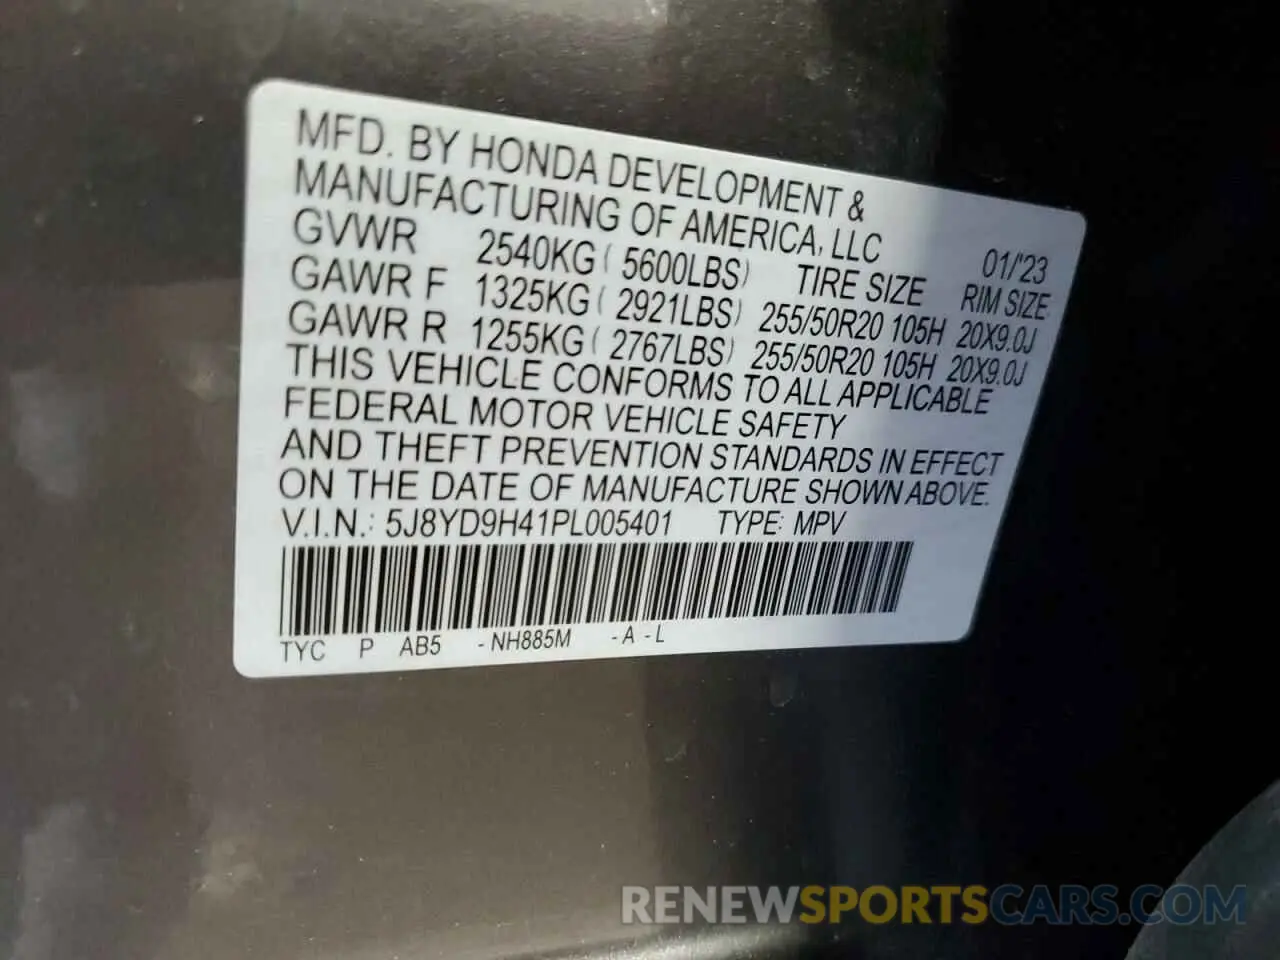 MFD. BY HONDA DEVELOPMENT &
MANUFACTURING OF AMERICA, LLC 01/'23
GVWR 2540KG ( 5600LBS) TIRE SIZE RIM SIZE
GAWR F 1325KG ( 2921LBS) 255/50R20 105H 20X9.0J
GAWR R 1255KG ( 2767LBS) 255/50R20 105H 20X9.0J
THIS VEHICLE CONFORMS TO ALL APPLICABLE
FEDERAL MOTOR VEHICLE SAFETY
AND THEFT PREVENTION STANDARDS IN EFFECT
ON THE DATE OF MANUFACTURE SHOWN ABOVE.
V.I.N.: 5J8YD9H41PL005401 TYPE: MPV
TYC P AB5 -NH885M -A -L
RENEWSPORTSCARS.COM